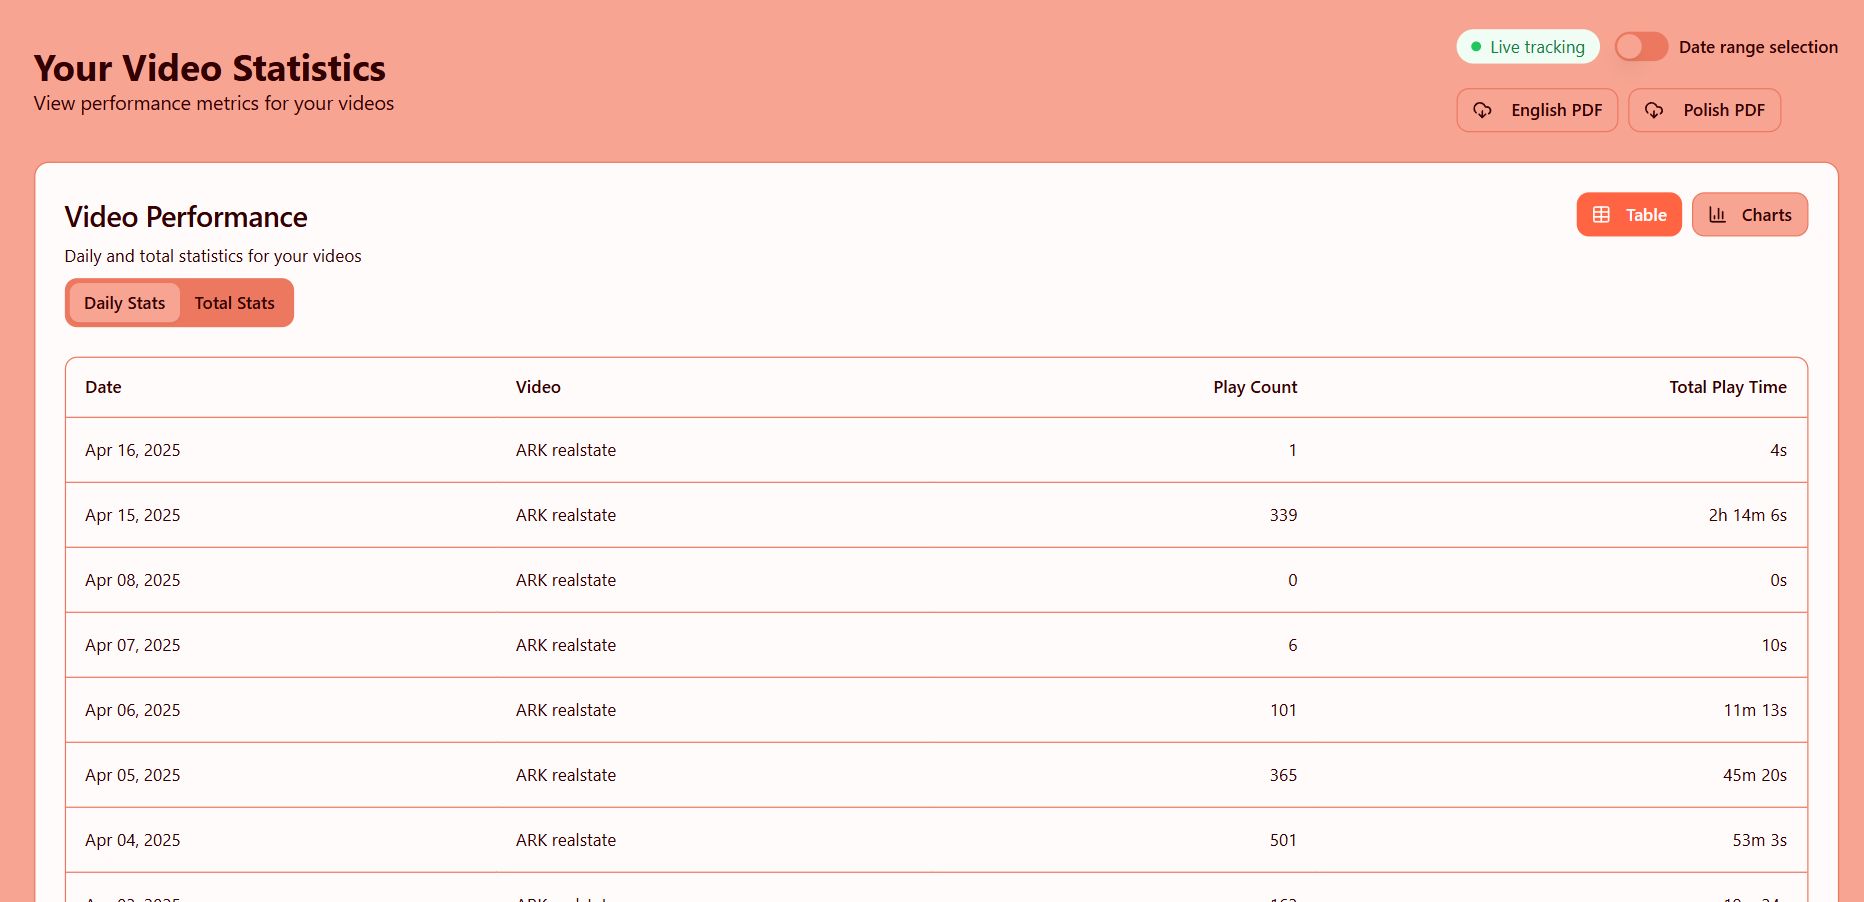 Your Video Statistics
View performance metrics for your videos
Live tracking
Date range selection
English PDF
Polish PDF
Video Performance
Daily and total statistics for your videos
Table
Charts
Daily Stats
Total Stats
Date Video Play Count Total Play Time
Apr 16, 2025 ARK realstate 1 4s
Apr 15, 2025 ARK realstate 339 2h 14m 6s
Apr 08, 2025 ARK realstate 0 0s
Apr 07, 2025 ARK realstate 6 10s
Apr 06, 2025 ARK realstate 101 11m 13s
Apr 05, 2025 ARK realstate 365 45m 20s
Apr 04, 2025 ARK realstate 501 53m 3s